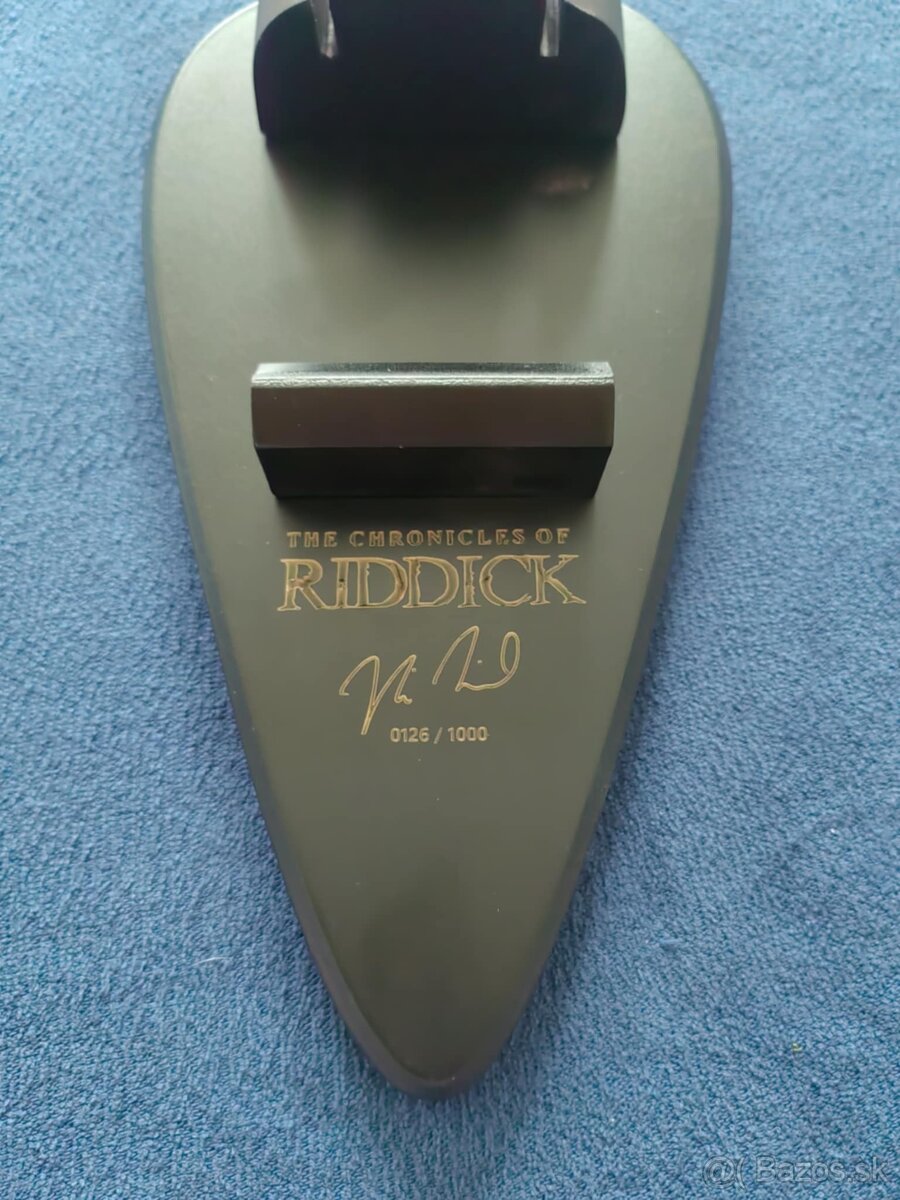 THE CHRONICLES OF
RIDDICK
0126 / 1000
@( Bazos.sk